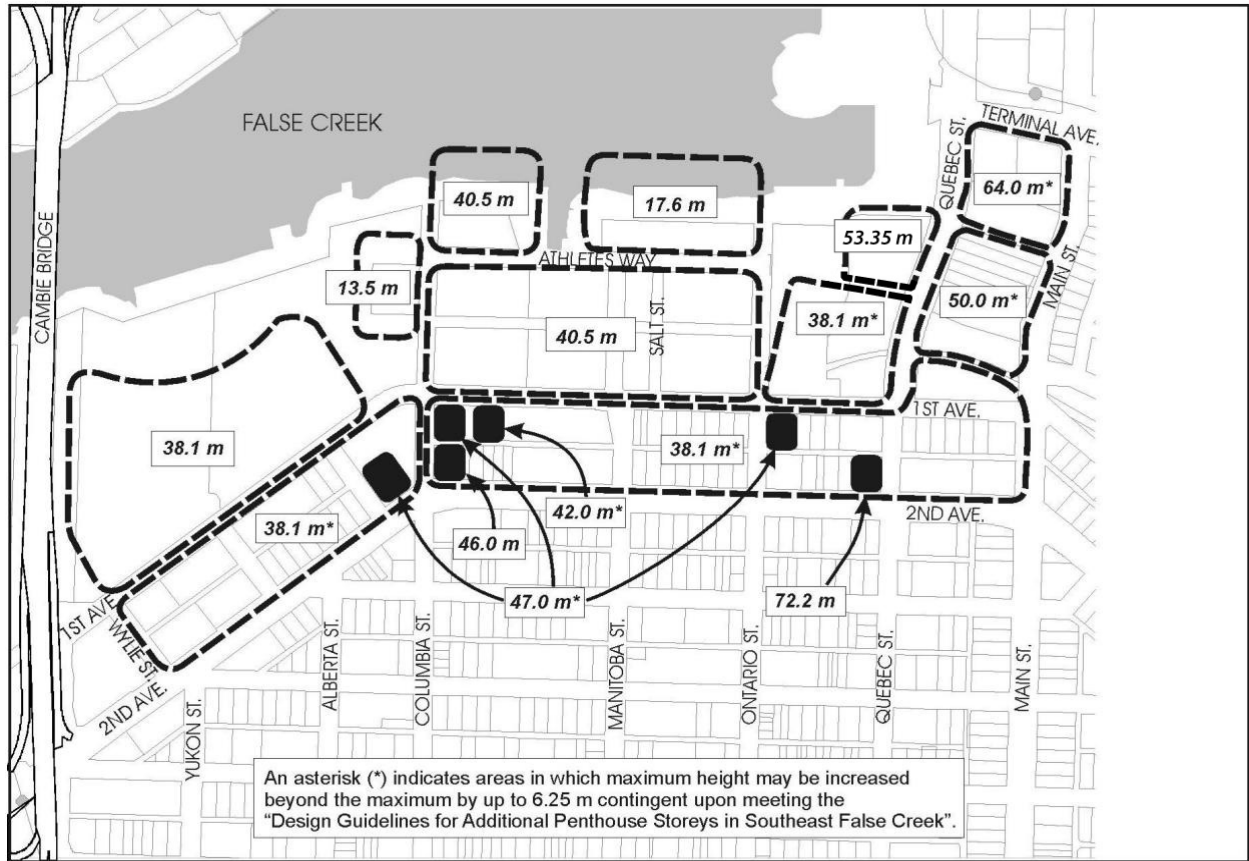 FALSE CREEK
CAMBIE BRIDGE
TERMINAL AVE.
QUEBEC ST.
MAIN ST.
64.0 m*
40.5 m
17.6 m
53.35 m
50.0 m*
ATHLETES WAY
13.5 m
40.5 m
SALT ST.
38.1 m*
1ST AVE.
38.1 m
38.1 m*
38.1 m*
42.0 m*
46.0 m
47.0 m*
72.2 m
2ND AVE.
1ST AVE.
WYLIE ST.
2ND AVE.
YUKON ST.
ALBERTA ST.
COLUMBIA ST.
MANITOBA ST.
ONTARIO ST.
QUEBEC ST.
MAIN ST.
An asterisk (*) indicates areas in which maximum height may be increased
beyond the maximum by up to 6.25 m contingent upon meeting the
“Design Guidelines for Additional Penthouse Storeys in Southeast False Creek”.